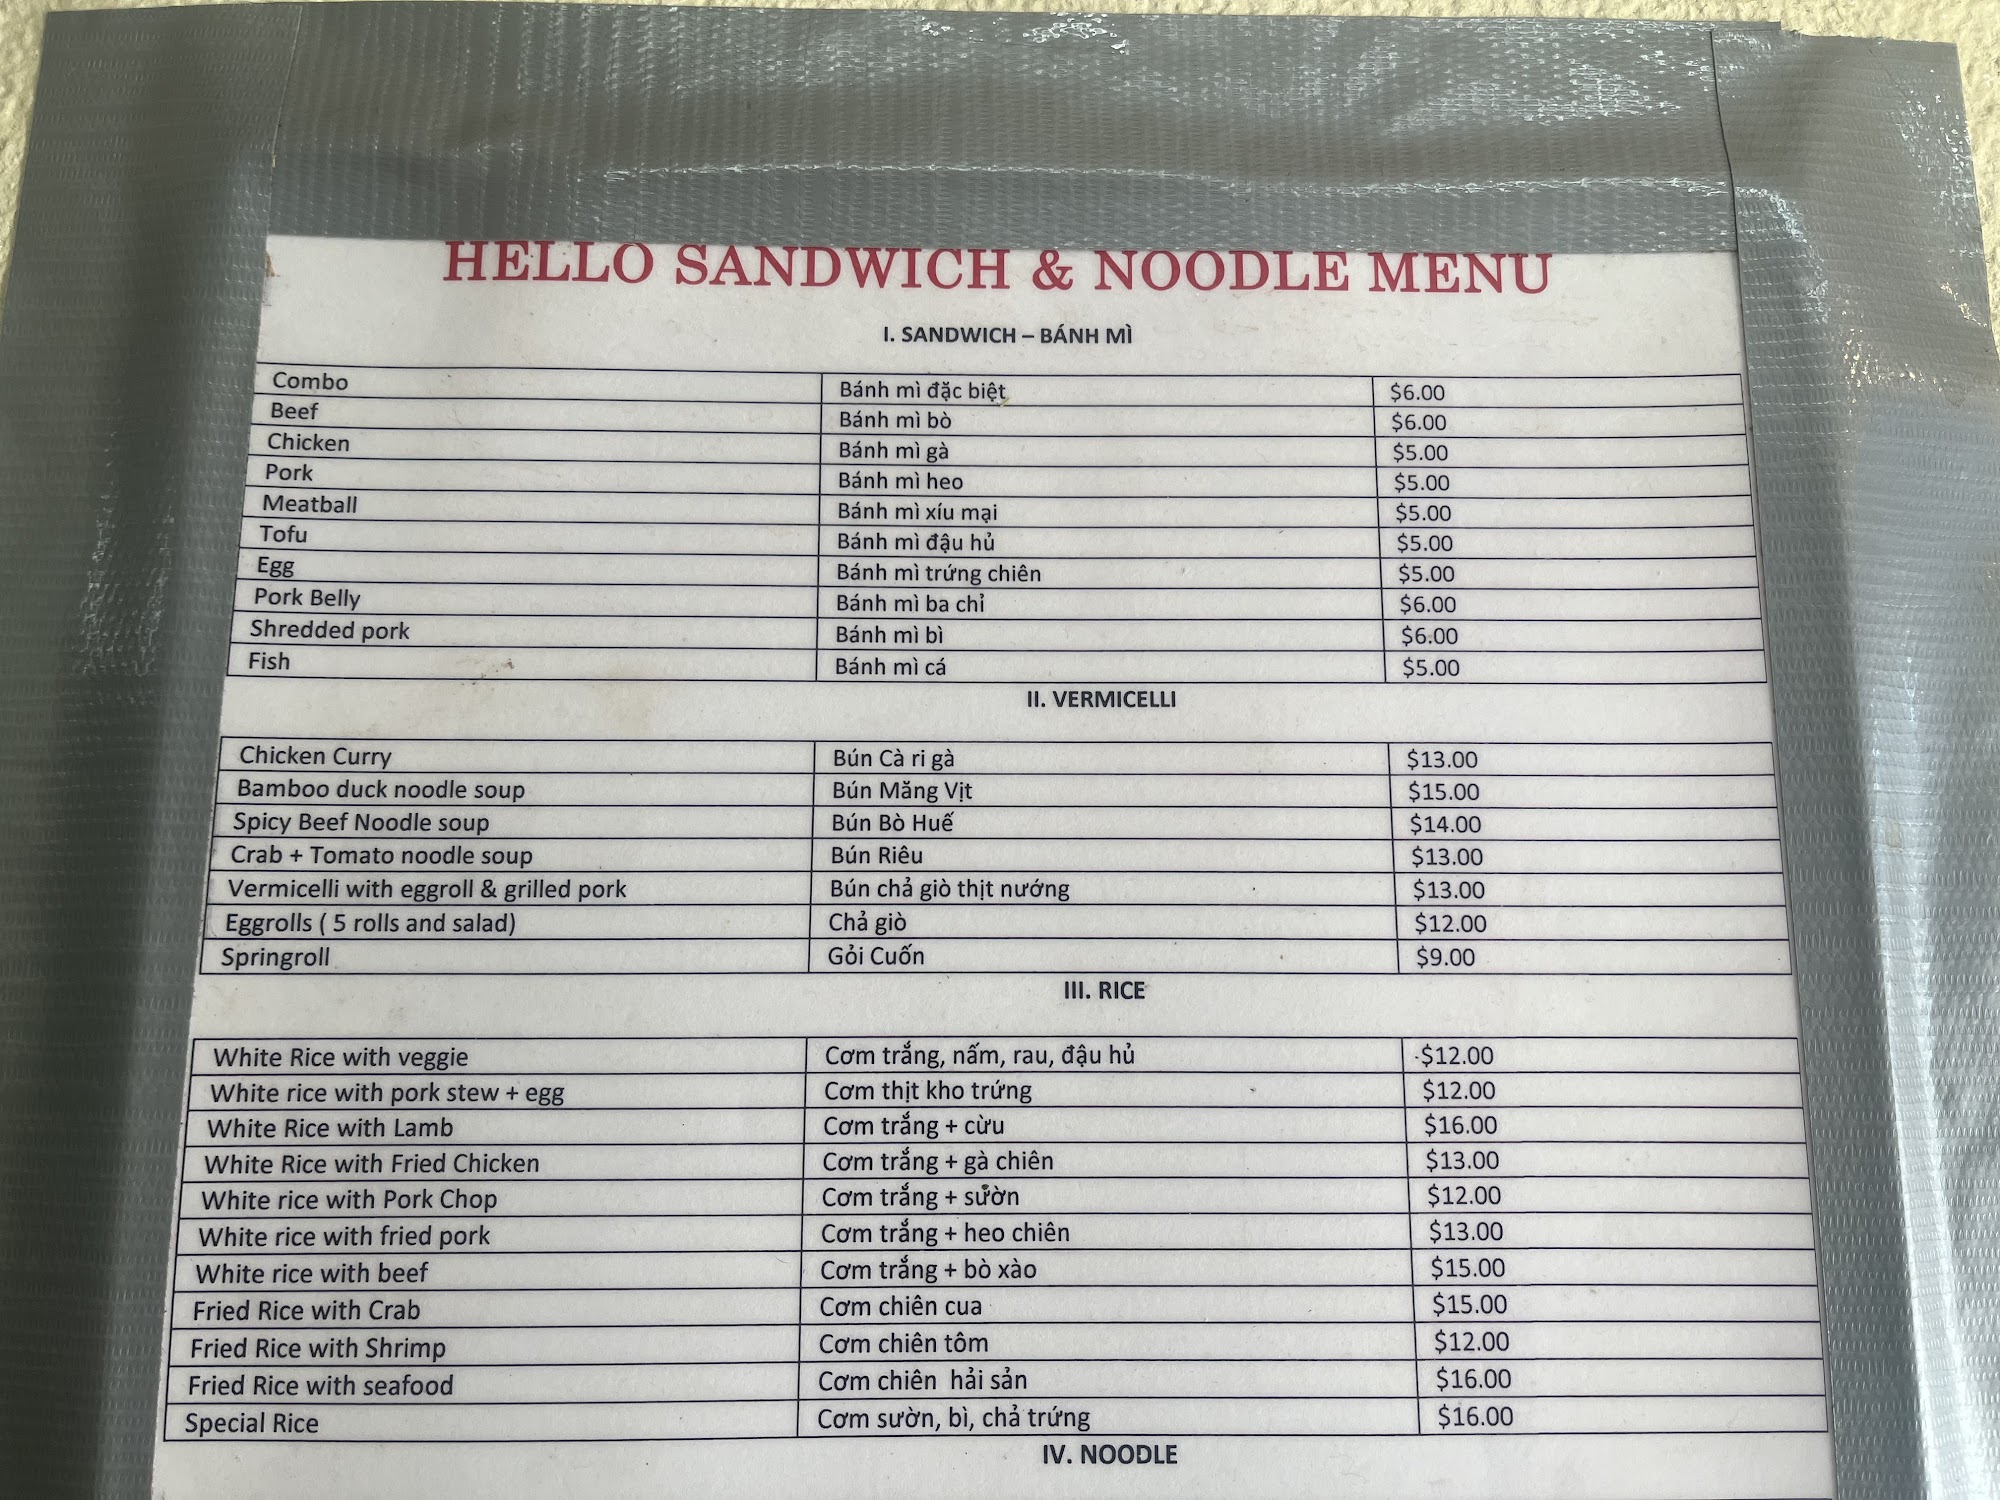 HELLO SANDWICH & NOODLE MENU
I. SANDWICH – BÁNH MÌ
Combo Bánh mì đặc biệt $6.00
Beef Bánh mì bò $6.00
Chicken Bánh mì gà $5.00
Pork Bánh mì heo $5.00
Meatball Bánh mì xíu mại $5.00
Tofu Bánh mì đậu hủ $5.00
Egg Bánh mì trứng chiên $5.00
Pork Belly Bánh mì ba chỉ $6.00
Shredded pork Bánh mì bì $6.00
Fish Bánh mì cá $5.00
II. VERMICELLI
Chicken Curry Bún Cà ri gà $13.00
Bamboo duck noodle soup Bún Măng Vịt $15.00
Spicy Beef Noodle soup Bún Bò Huế $14.00
Crab + Tomato noodle soup Bún Riêu $13.00
Vermicelli with eggroll & grilled pork Bún chả giò thịt nướng $13.00
Eggrolls ( 5 rolls and salad) Chả giò $12.00
Springroll Gỏi Cuốn $9.00
III. RICE
White Rice with veggie Cơm trắng, nấm, rau, đậu hủ $12.00
White rice with pork stew + egg Cơm thịt kho trứng $12.00
White Rice with Lamb Cơm trắng + cừu $16.00
White Rice with Fried Chicken Cơm trắng + gà chiên $13.00
White rice with Pork Chop Cơm trắng + sườn $12.00
White rice with fried pork Cơm trắng + heo chiên $13.00
White rice with beef Cơm trắng + bò xào $15.00
Fried Rice with Crab Cơm chiên cua $15.00
Fried Rice with Shrimp Cơm chiên tôm $12.00
Fried Rice with seafood Cơm chiên hải sản $16.00
Special Rice Cơm sườn, bì, chả trứng $16.00
IV. NOODLE